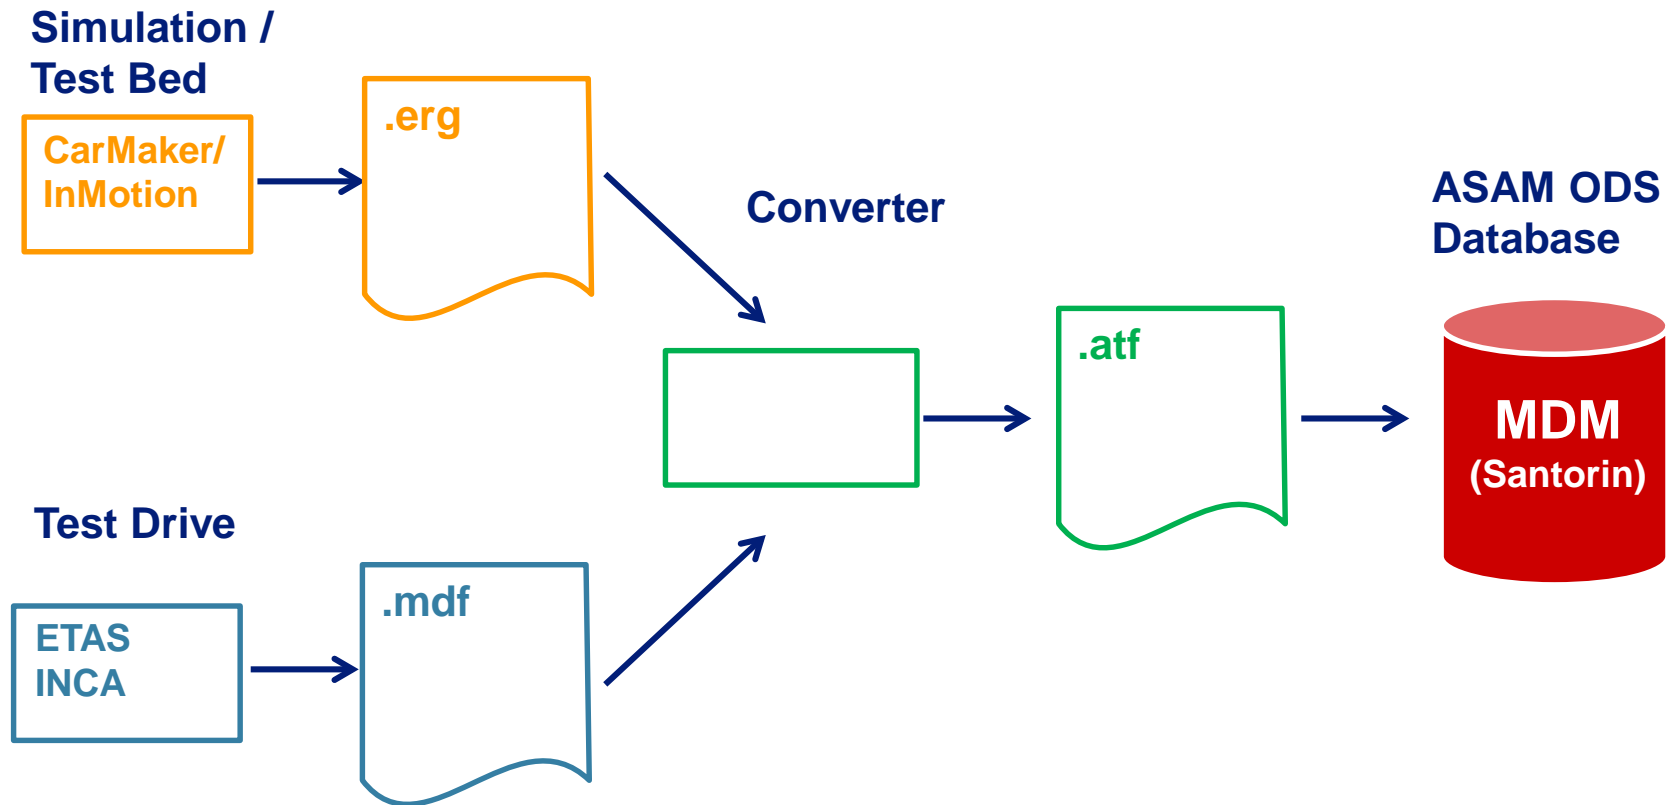 Simulation /
Test Bed
CarMaker/
InMotion
.erg
Converter
ASAM ODS
Database
.atf
MDM
(Santorin)
Test Drive
ETAS
INCA
.mdf